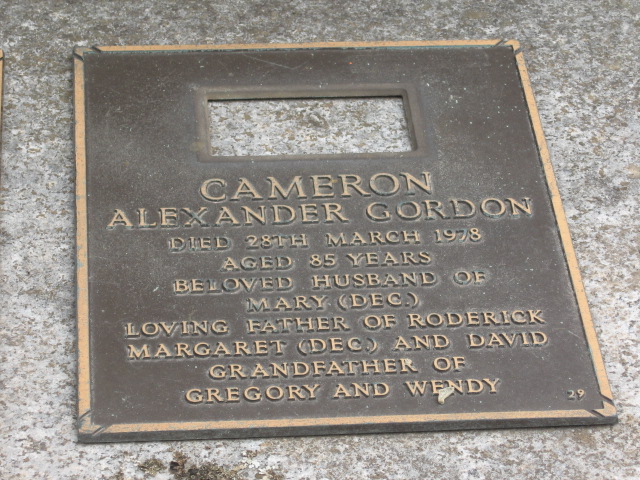 CAMERON
ALEXANDER GORDON
DIED 28TH MARCH 1978
AGED 85 YEARS
BELOVED HUSBAND OF
MARY (DEC.)
LOVING FATHER OF RODERICK
MARGARET (DEC.) AND DAVID
GRANDFATHER OF
GREGORY AND WENDY
29